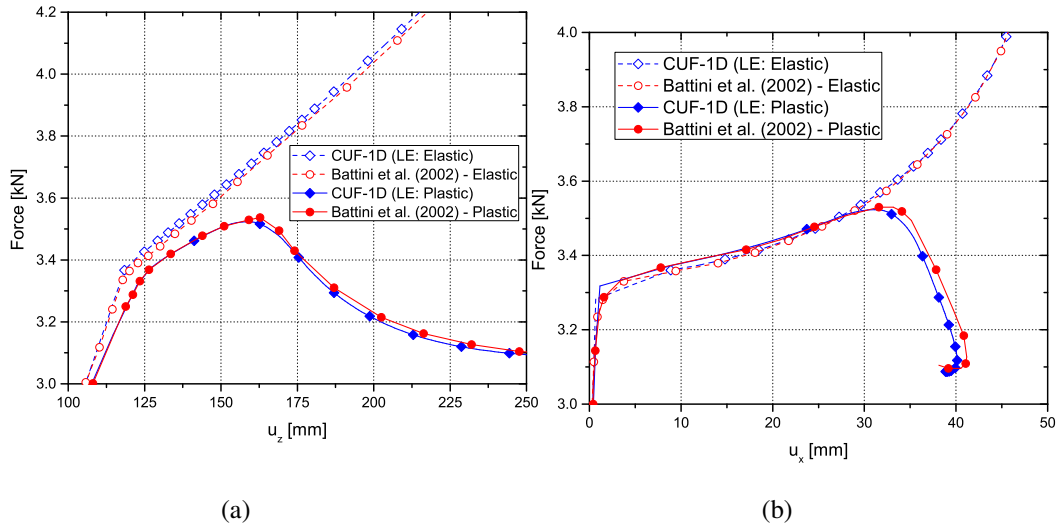 4.2
4.0
3.8
3.6
3.4
3.2
3.0
Force [kN]
100 125 150 175 200 225 250
u_z [mm]
CUF-1D (LE: Elastic)
Battini et al. (2002) - Elastic
CUF-1D (LE: Plastic)
Battini et al. (2002) - Plastic
(a)
4.0
3.8
3.6
3.4
3.2
3.0
Force [kN]
0 10 20 30 40 50
u_x [mm]
CUF-1D (LE: Elastic)
Battini et al. (2002) - Elastic
CUF-1D (LE: Plastic)
Battini et al. (2002) - Plastic
(b)